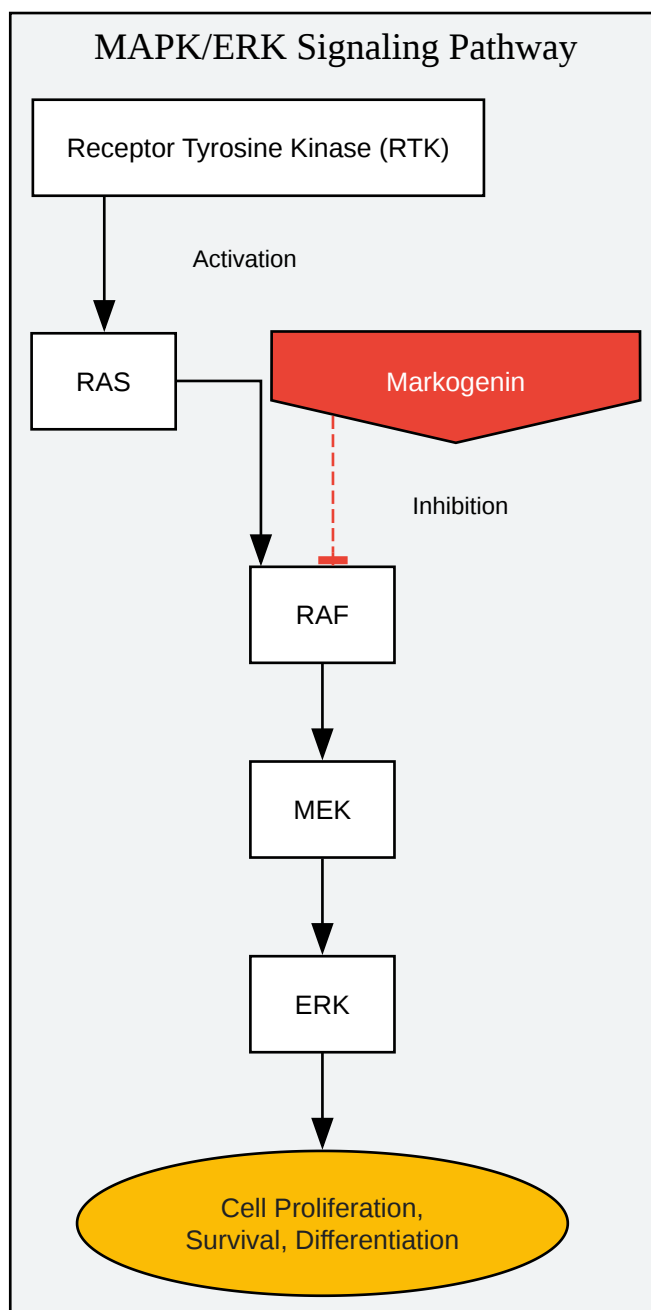 MAPK/ERK Signaling Pathway
Receptor Tyrosine Kinase (RTK)
Activation
RAS
Markogenin
Inhibition
RAF
MEK
ERK
Cell Proliferation,
Survival, Differentiation